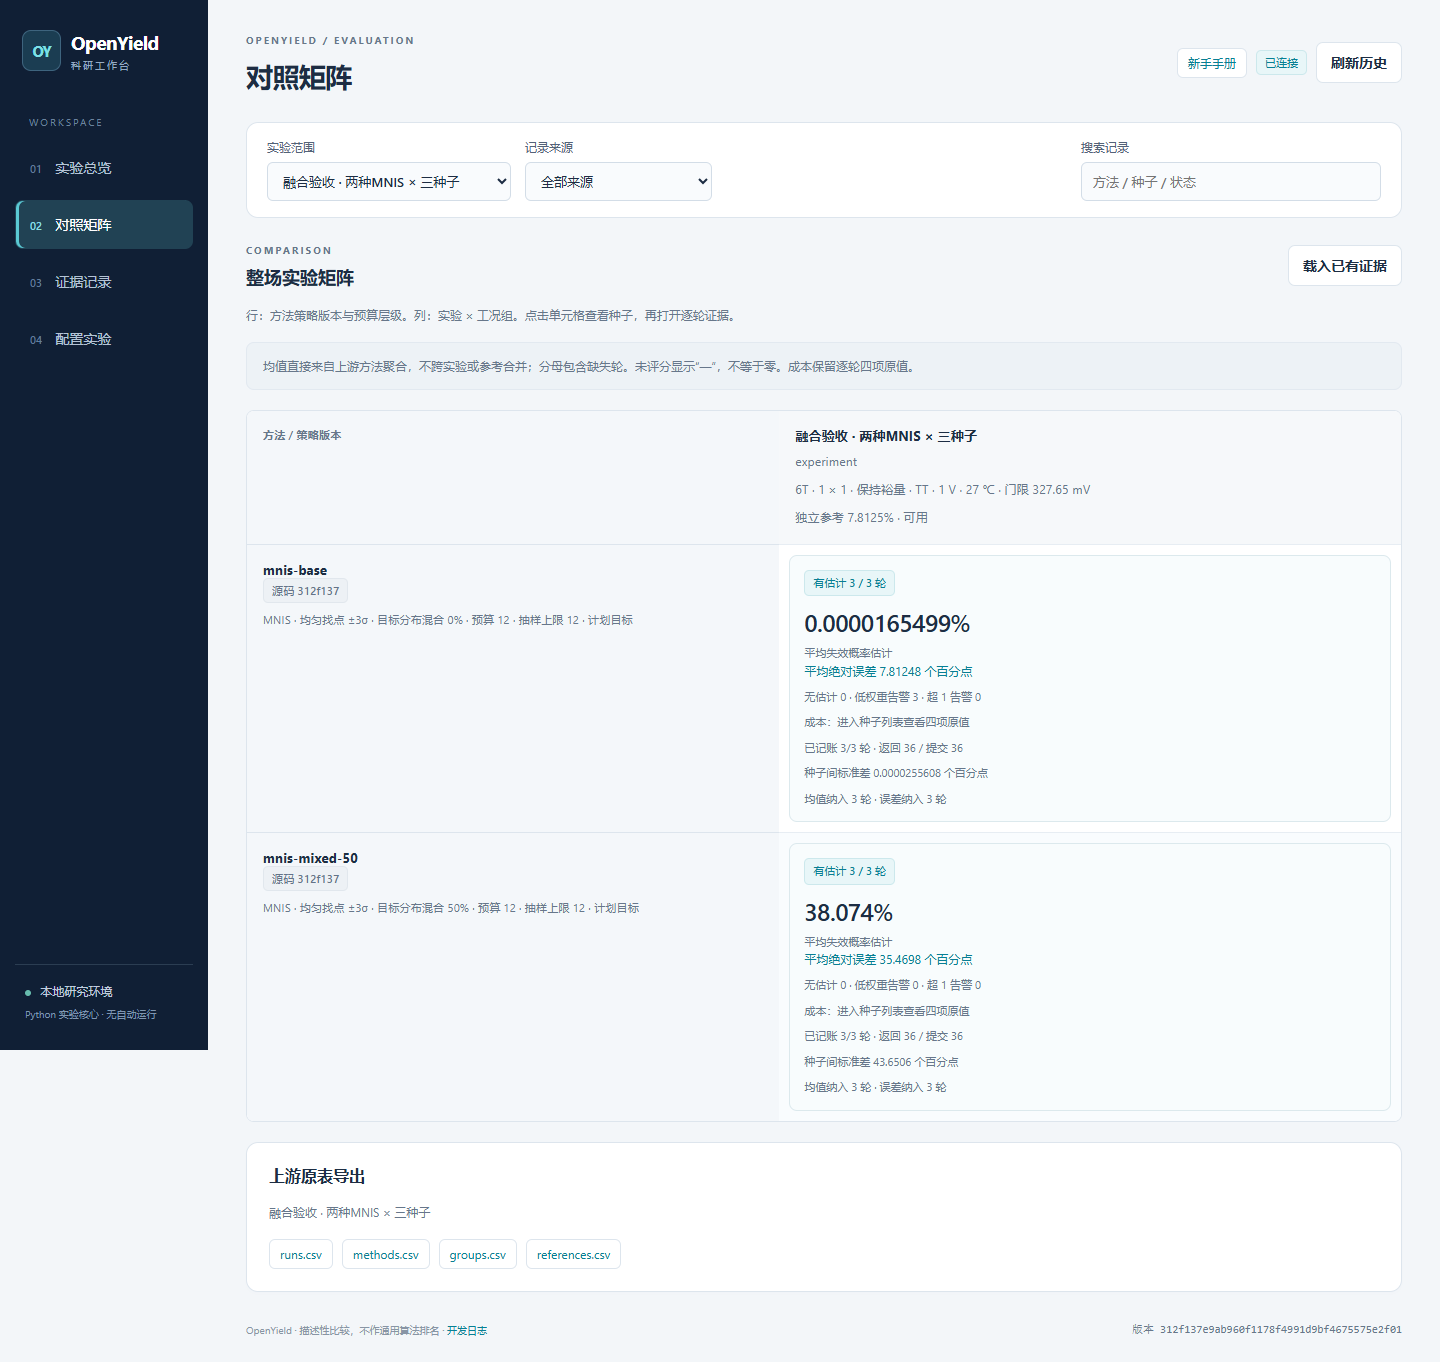 OY
OpenYield
科研工作台
WORKSPACE
01 实验总览
02 对照矩阵
03 证据记录
04 配置实验
本地研究环境
Python 实验核心 · 无自动运行
OPENYIELD / EVALUATION
对照矩阵
新手手册
已连接
刷新历史
实验范围
融合验收 · 两种MNIS × 三种子
记录来源
全部来源
搜索记录
方法 / 种子 / 状态
COMPARISON
整场实验矩阵
载入已有证据
行：方法策略版本与预算层级。列：实验 × 工况组。点击单元格查看种子，再打开逐轮证据。
均值直接来自上游方法聚合，不跨实验或参考合并；分母包含缺失轮。未评分显示“—”，不等于零。成本保留逐轮四项原值。
方法 / 策略版本
融合验收 · 两种MNIS × 三种子
experiment
6T · 1 × 1 · 保持裕量 · TT · 1 V · 27 °C · 门限 327.65 mV
独立参考 7.8125% · 可用
mnis-base
源码 312f137
MNIS · 均匀找点 ±3σ · 目标分布混合 0% · 预算 12 · 抽样上限 12 · 计划目标
有估计 3 / 3 轮
0.0000165499%
平均失效概率估计
平均绝对误差 7.81248 个百分点
无估计 0 · 低权重告警 3 · 超 1 告警 0
成本：进入种子列表查看四项原值
已记账 3/3 轮 · 返回 36 / 提交 36
种子间标准差 0.0000255608 个百分点
均值纳入 3 轮 · 误差纳入 3 轮
mnis-mixed-50
源码 312f137
MNIS · 均匀找点 ±3σ · 目标分布混合 50% · 预算 12 · 抽样上限 12 · 计划目标
有估计 3 / 3 轮
38.074%
平均失效概率估计
平均绝对误差 35.4698 个百分点
无估计 0 · 低权重告警 0 · 超 1 告警 0
成本：进入种子列表查看四项原值
已记账 3/3 轮 · 返回 36 / 提交 36
种子间标准差 43.6506 个百分点
均值纳入 3 轮 · 误差纳入 3 轮
上游原表导出
融合验收 · 两种MNIS × 三种子
runs.csv
methods.csv
groups.csv
references.csv
OpenYield · 描述性比较，不作通用算法排名 · 开发日志
版本 312f137e9ab960f1178f4991d9bf4675575e2f01